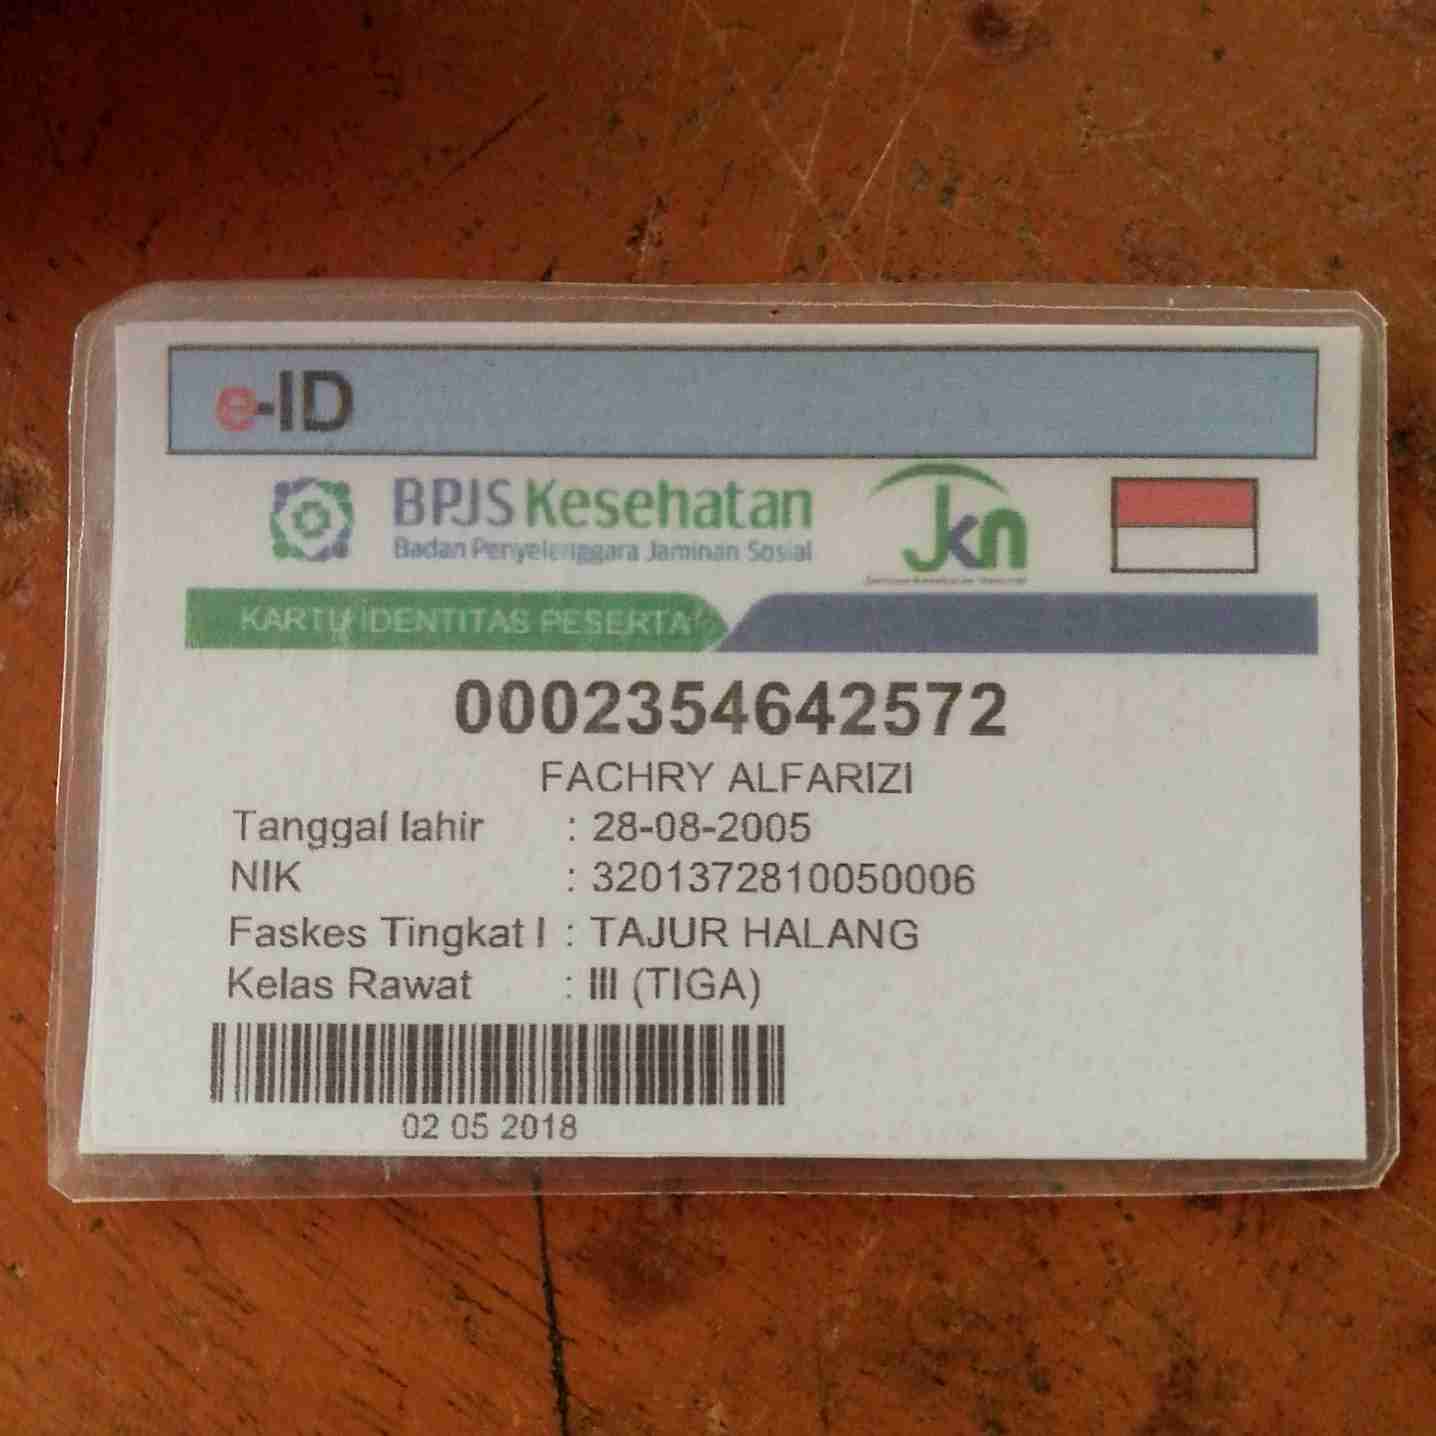 e-ID
BPJS Kesehatan
Badan Penyelenggara Jaminan Sosial
Jkn
KARTU IDENTITAS PESERTA
0002354642572
FACHRY ALFARIZI
Tanggal lahir : 28-08-2005
NIK : 3201372810050006
Faskes Tingkat I : TAJUR HALANG
Kelas Rawat : III (TIGA)
02 05 2018